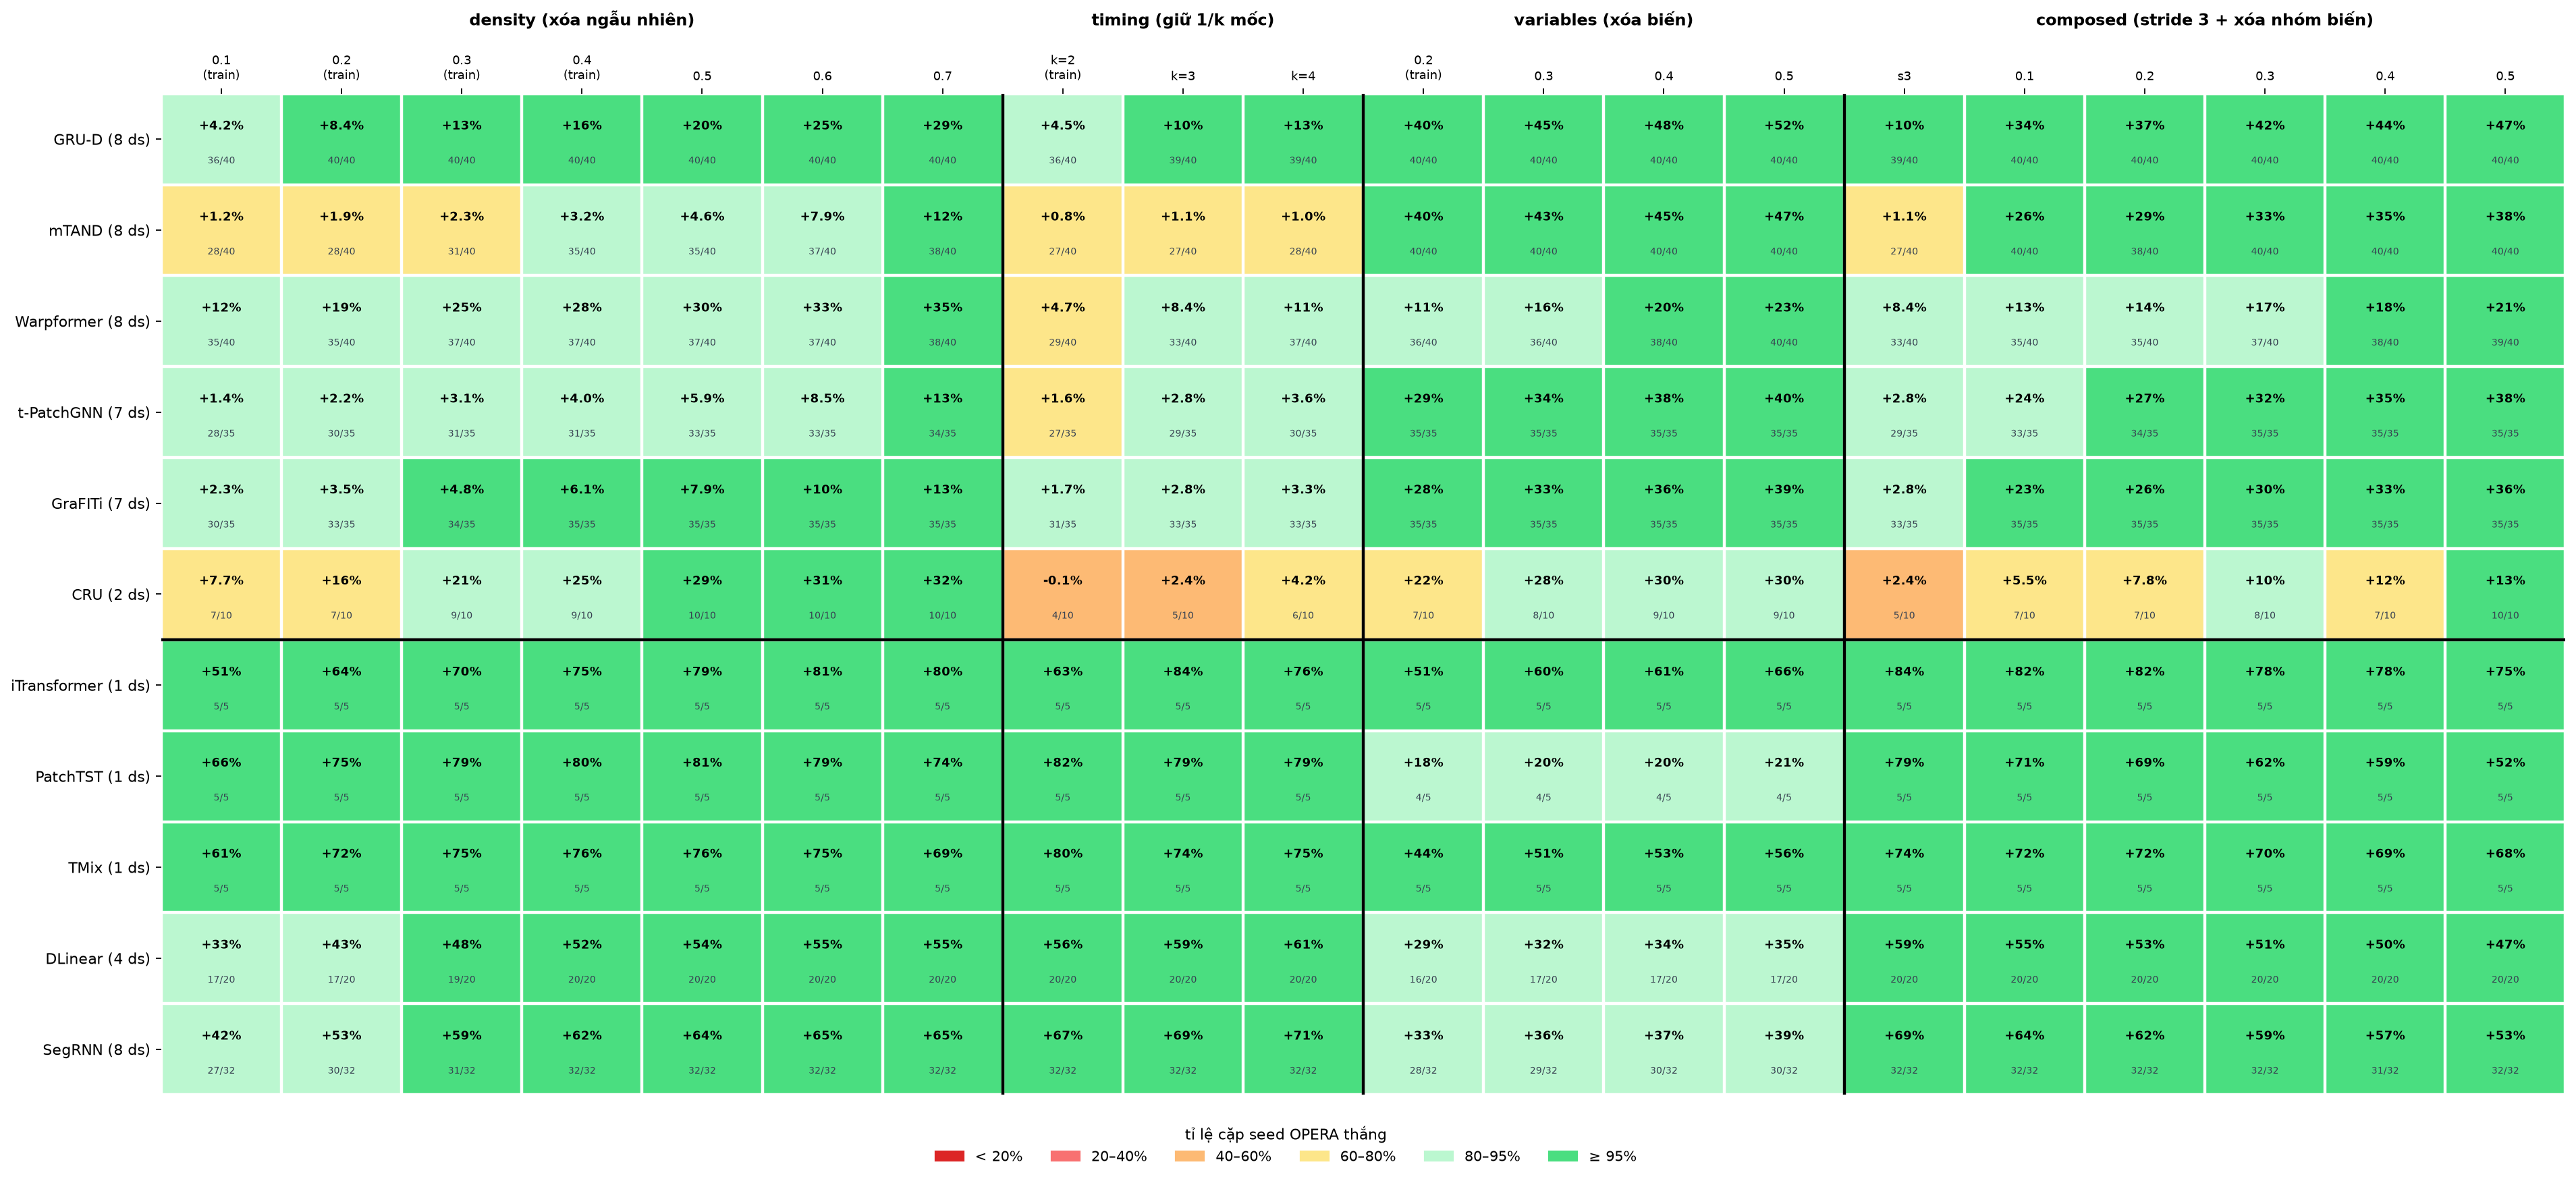 density (xóa ngẫu nhiên) timing (giữ 1/k mốc) variables (xóa biến) composed (stride 3 + xóa nhóm biến)
0.1 0.2 0.3 0.4 k=2 0.2
(train) (train) (train) (train) 0.5 0.6 0.7 (train) k=3 k=4 (train) 0.3 0.4 0.5 s3 0.1 0.2 0.3 0.4 0.5
+4.2% +8.4% +13% +16% +20% +25% +29% +4.5% +10% +13% +40% +45% +48% +52% +10% +34% +37% +42% +44% +47%
GRU-D (8 ds)
36/40 40/40 40/40 40/40 40/40 40/40 40/40 36/40 39/40 39/40 40/40 40/40 40/40 40/40 39/40 40/40 40/40 40/40 40/40 40/40
+1.2% +1.9% +2.3% +3.2% +4.6% +7.9% +12% +0.8% +1.1% +1.0% +40% +43% +45% +47% +1.1% +26% +29% +33% +35% +38%
mTAND (8 ds)
28/40 28/40 31/40 35/40 35/40 37/40 38/40 27/40 27/40 28/40 40/40 40/40 40/40 40/40 27/40 40/40 38/40 40/40 40/40 40/40
+12% +19% +25% +28% +30% +33% +35% +4.7% +8.4% +11% +11% +16% +20% +23% +8.4% +13% +14% +17% +18% +21%
Warpformer (8 ds)
35/40 35/40 37/40 37/40 37/40 37/40 38/40 29/40 33/40 37/40 36/40 36/40 38/40 40/40 33/40 35/40 35/40 37/40 38/40 39/40
+1.4% +2.2% +3.1% +4.0% +5.9% +8.5% +13% +1.6% +2.8% +3.6% +29% +34% +38% +40% +2.8% +24% +27% +32% +35% +38%
t-PatchGNN (7 ds)
28/35 30/35 31/35 31/35 33/35 33/35 34/35 27/35 29/35 30/35 35/35 35/35 35/35 35/35 29/35 33/35 34/35 35/35 35/35 35/35
+2.3% +3.5% +4.8% +6.1% +7.9% +10% +13% +1.7% +2.8% +3.3% +28% +33% +36% +39% +2.8% +23% +26% +30% +33% +36%
GraFITi (7 ds)
30/35 33/35 34/35 35/35 35/35 35/35 35/35 31/35 33/35 33/35 35/35 35/35 35/35 35/35 33/35 35/35 35/35 35/35 35/35 35/35
+7.7% +16% +21% +25% +29% +31% +32% -0.1% +2.4% +4.2% +22% +28% +30% +30% +2.4% +5.5% +7.8% +10% +12% +13%
CRU (2 ds)
7/10 7/10 9/10 9/10 10/10 10/10 10/10 4/10 5/10 6/10 7/10 8/10 9/10 9/10 5/10 7/10 7/10 8/10 7/10 10/10
+51% +64% +70% +75% +79% +81% +80% +63% +84% +76% +51% +60% +61% +66% +84% +82% +82% +78% +78% +75%
iTransformer (1 ds)
5/5 5/5 5/5 5/5 5/5 5/5 5/5 5/5 5/5 5/5 5/5 5/5 5/5 5/5 5/5 5/5 5/5 5/5 5/5 5/5
+66% +75% +79% +80% +81% +79% +74% +82% +79% +79% +18% +20% +20% +21% +79% +71% +69% +62% +59% +52%
PatchTST (1 ds)
5/5 5/5 5/5 5/5 5/5 5/5 5/5 5/5 5/5 5/5 4/5 4/5 4/5 4/5 5/5 5/5 5/5 5/5 5/5 5/5
+61% +72% +75% +76% +76% +75% +69% +80% +74% +75% +44% +51% +53% +56% +74% +72% +72% +70% +69% +68%
TMix (1 ds)
5/5 5/5 5/5 5/5 5/5 5/5 5/5 5/5 5/5 5/5 5/5 5/5 5/5 5/5 5/5 5/5 5/5 5/5 5/5 5/5
+33% +43% +48% +52% +54% +55% +55% +56% +59% +61% +29% +32% +34% +35% +59% +55% +53% +51% +50% +47%
DLinear (4 ds)
17/20 17/20 19/20 20/20 20/20 20/20 20/20 20/20 20/20 20/20 16/20 17/20 17/20 17/20 20/20 20/20 20/20 20/20 20/20 20/20
+42% +53% +59% +62% +64% +65% +65% +67% +69% +71% +33% +36% +37% +39% +69% +64% +62% +59% +57% +53%
SegRNN (8 ds)
27/32 30/32 31/32 32/32 32/32 32/32 32/32 32/32 32/32 32/32 28/32 29/32 30/32 30/32 32/32 32/32 32/32 32/32 31/32 32/32
tỉ lệ cặp seed OPERA thắng
< 20% 20–40% 40–60% 60–80% 80–95% ≥ 95%